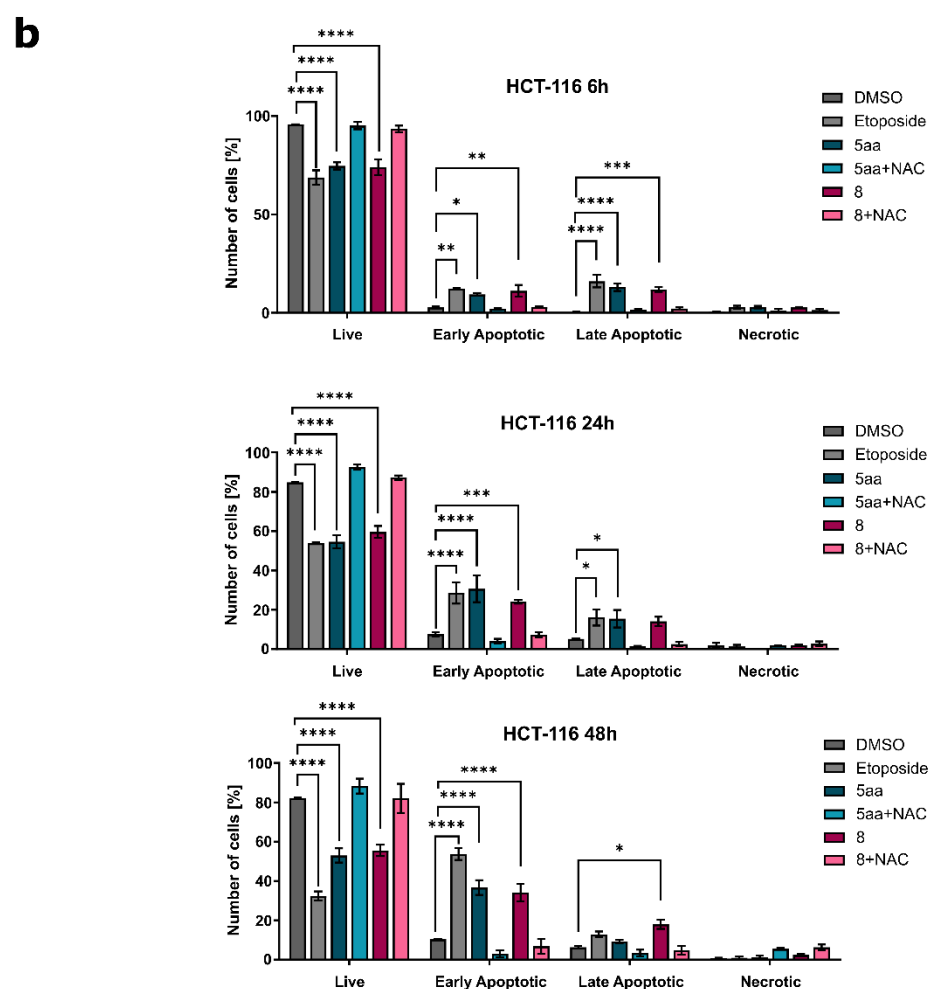 b
****
****
****
HCT-116 6h
Number of cells [%]
100
50
0
**
*
**
***
****
****
Live
Early Apoptotic
Late Apoptotic
Necrotic
DMSO
Etoposide
5aa
5aa+NAC
8
8+NAC
****
****
****
HCT-116 24h
Number of cells [%]
100
80
60
40
20
0
***
****
****
*
*
Live
Early Apoptotic
Late Apoptotic
Necrotic
DMSO
Etoposide
5aa
5aa+NAC
8
8+NAC
****
****
****
HCT-116 48h
Number of cells [%]
100
80
60
40
20
0
****
****
****
*
Live
Early Apoptotic
Late Apoptotic
Necrotic
DMSO
Etoposide
5aa
5aa+NAC
8
8+NAC